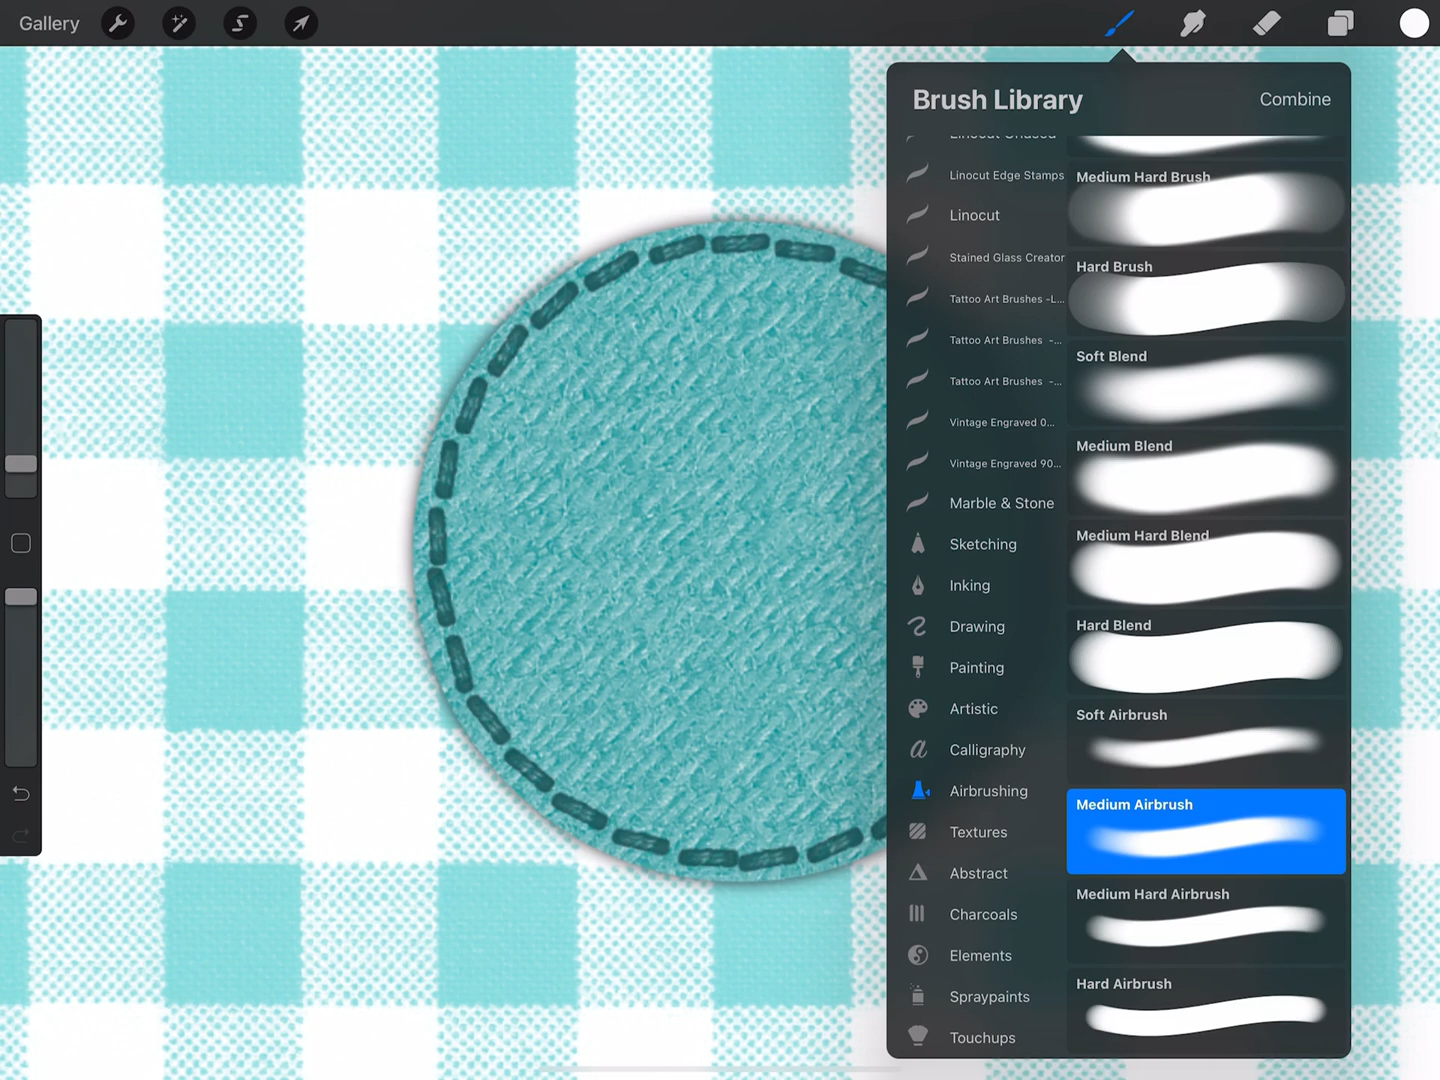 Gallery
Brush Library
Combine
Linocut Unused
Linocut Edge Stamps
Linocut
Stained Glass Creator
Tattoo Art Brushes -L...
Tattoo Art Brushes -...
Tattoo Art Brushes -...
Vintage Engraved 0...
Vintage Engraved 90...
Marble & Stone
Sketching
Inking
Drawing
Painting
Artistic
Calligraphy
Airbrushing
Textures
Abstract
Charcoals
Elements
Spraypaints
Touchups
Medium Hard Brush
Hard Brush
Soft Blend
Medium Blend
Medium Hard Blend
Hard Blend
Soft Airbrush
Medium Airbrush
Medium Hard Airbrush
Hard Airbrush